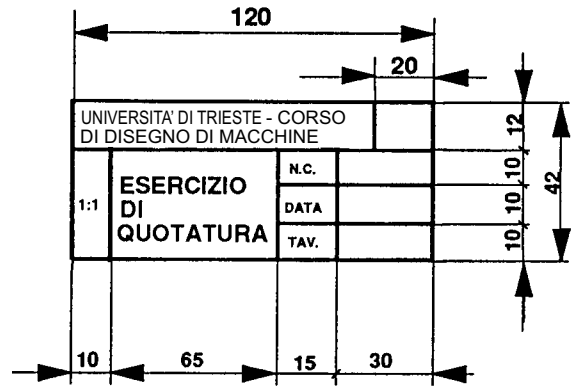 120
20
UNIVERSITA' DI TRIESTE - CORSO
DI DISEGNO DI MACCHINE
12
42
1:1
ESERCIZIO
DI
QUOTATURA
N.C.
10
DATA
10
TAV.
10
10
65
15
30